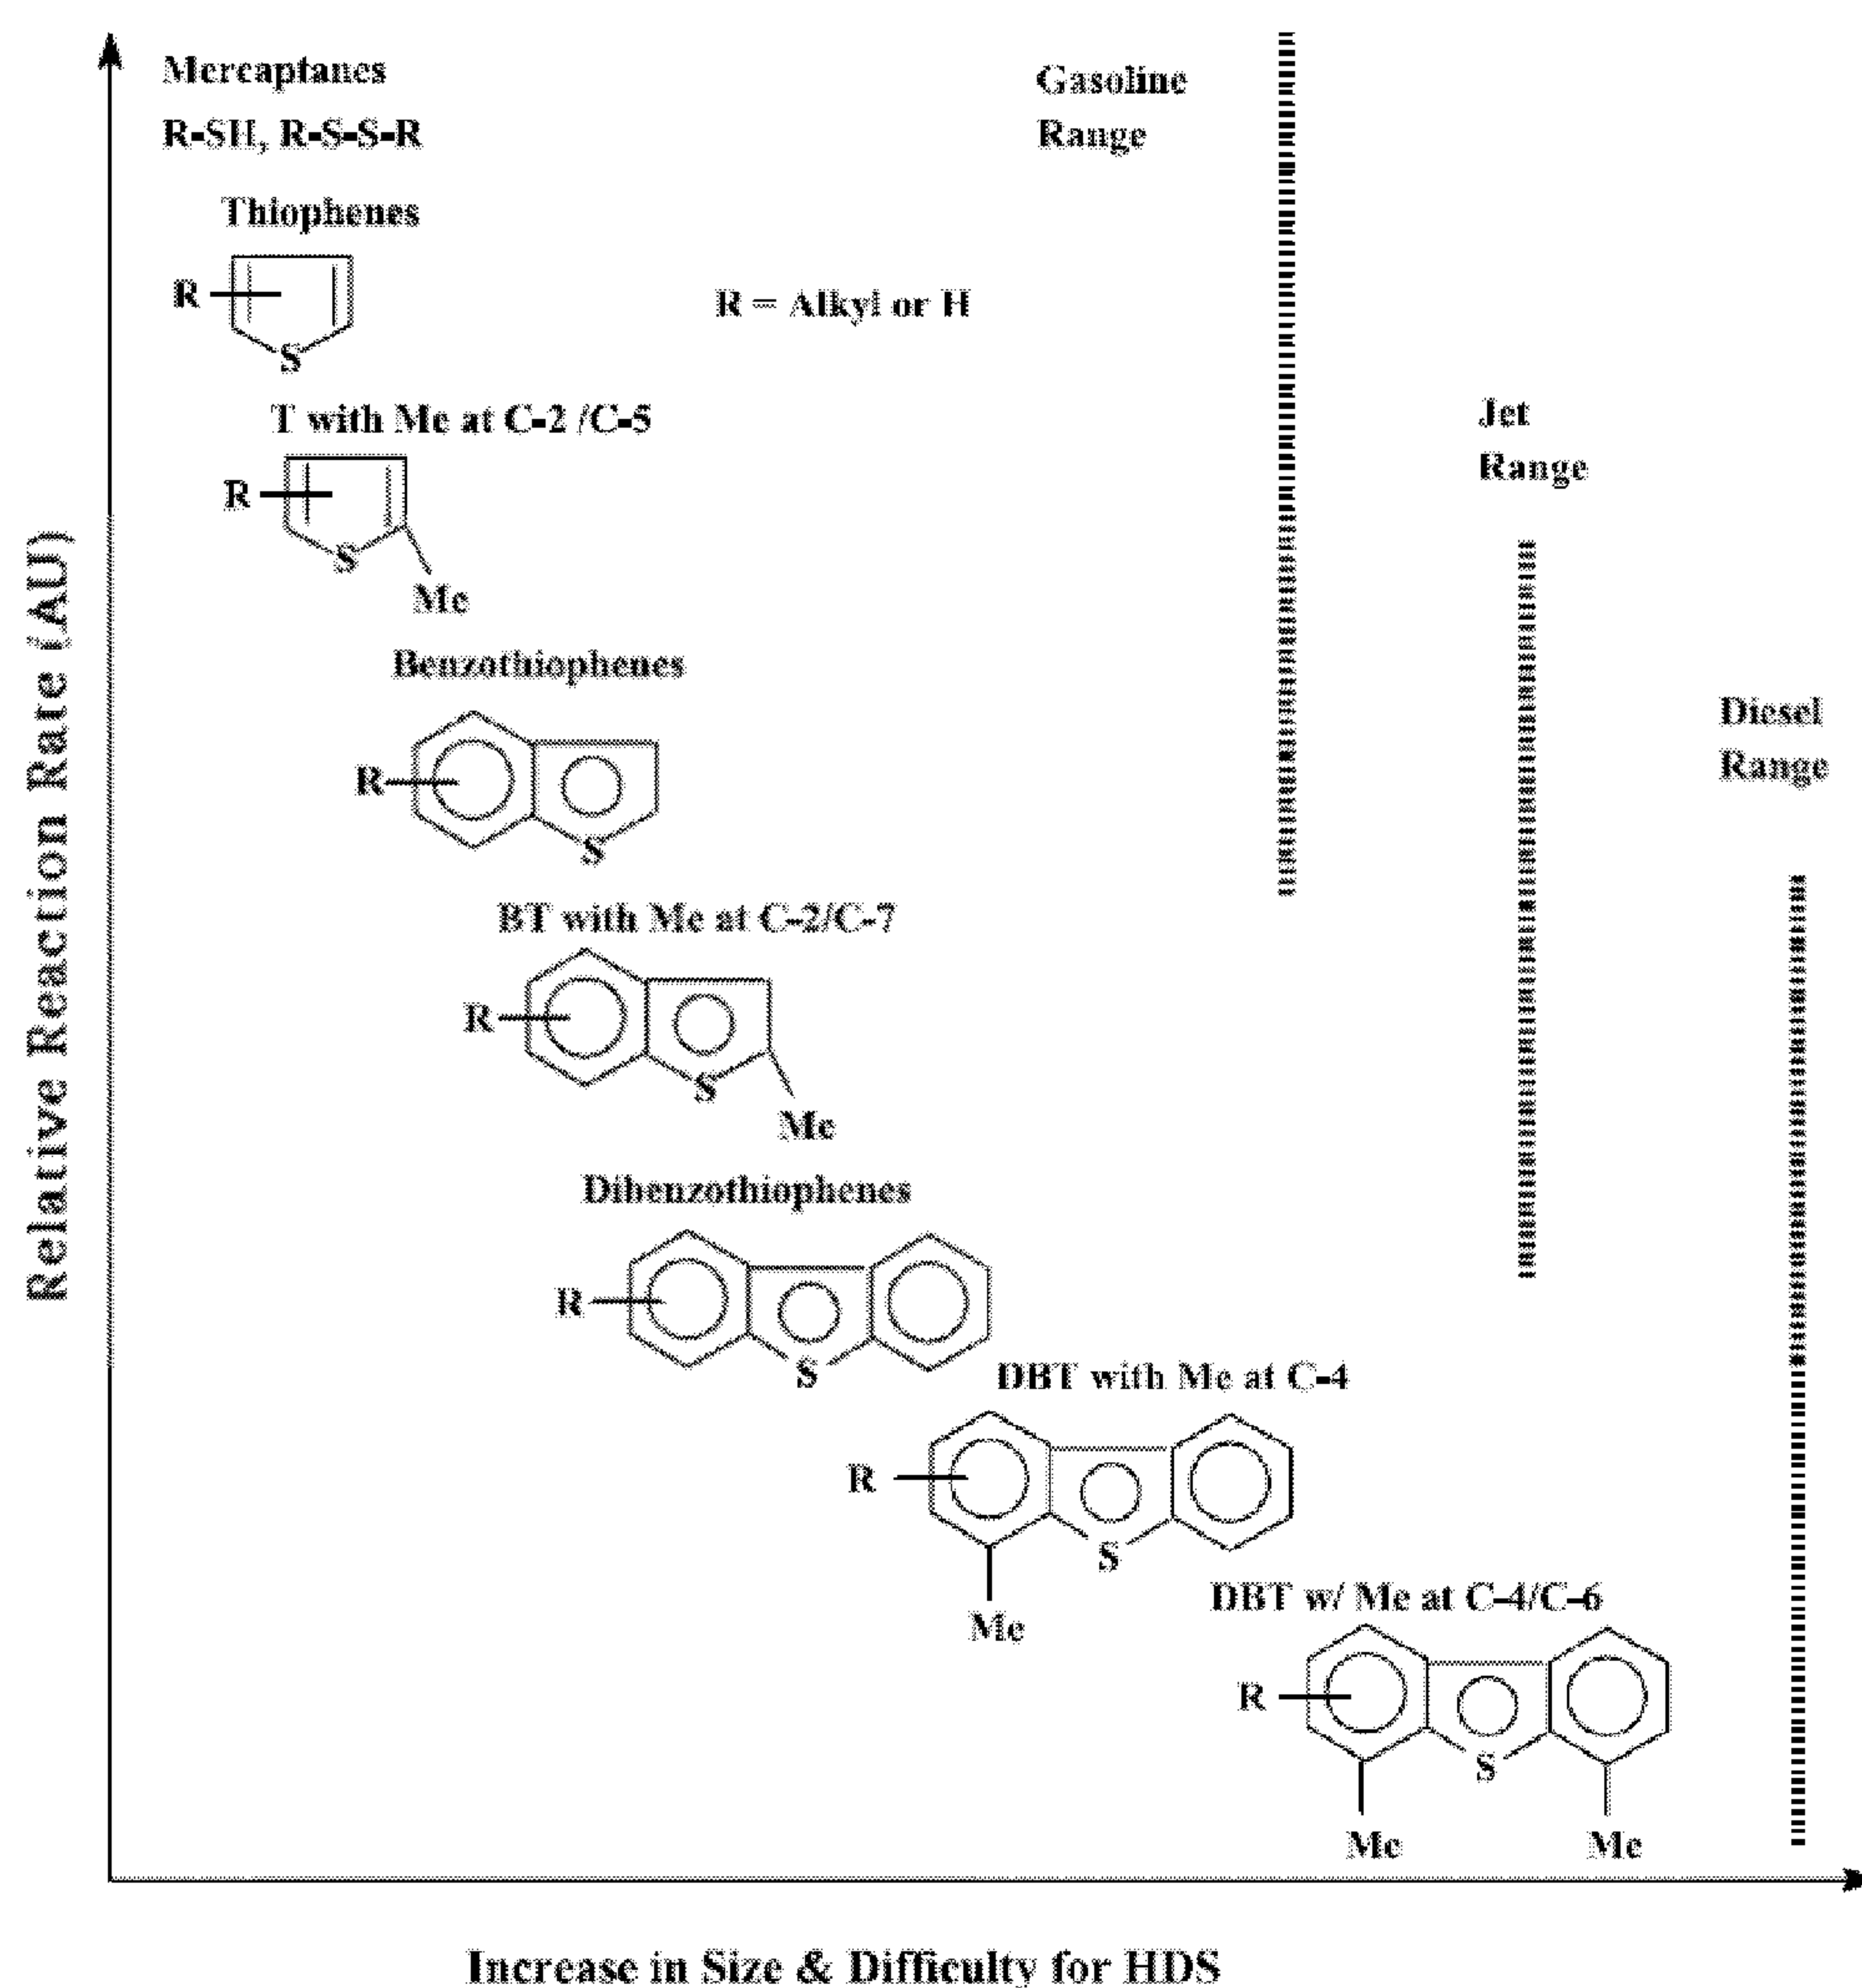 Mercaptanes
R-SH, R-S-S-R
Gasoline
Range
Thiophenes
R
S
R = Alkyl or H
T with Me at C-2 /C-5
R
S
Me
Jet
Range
Benzothiophenes
R
S
Diesel
Range
BT with Me at C-2/C-7
R
S
Me
Dibenzothiophenes
R
S
DBT with Me at C-4
R
S
Me
DBT w/ Me at C-4/C-6
R
S
Me
Me
Relative Reaction Rate (AU)
Increase in Size & Difficulty for HDS